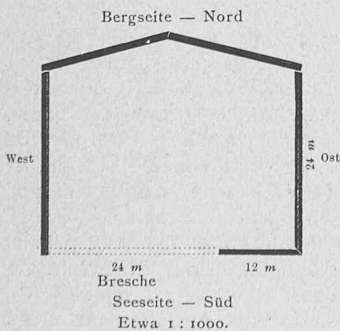 Bergseite — Nord
West
24 m
Ost
24 m
12 m
Bresche
Seeseite — Süd
Etwa 1 : 1000.